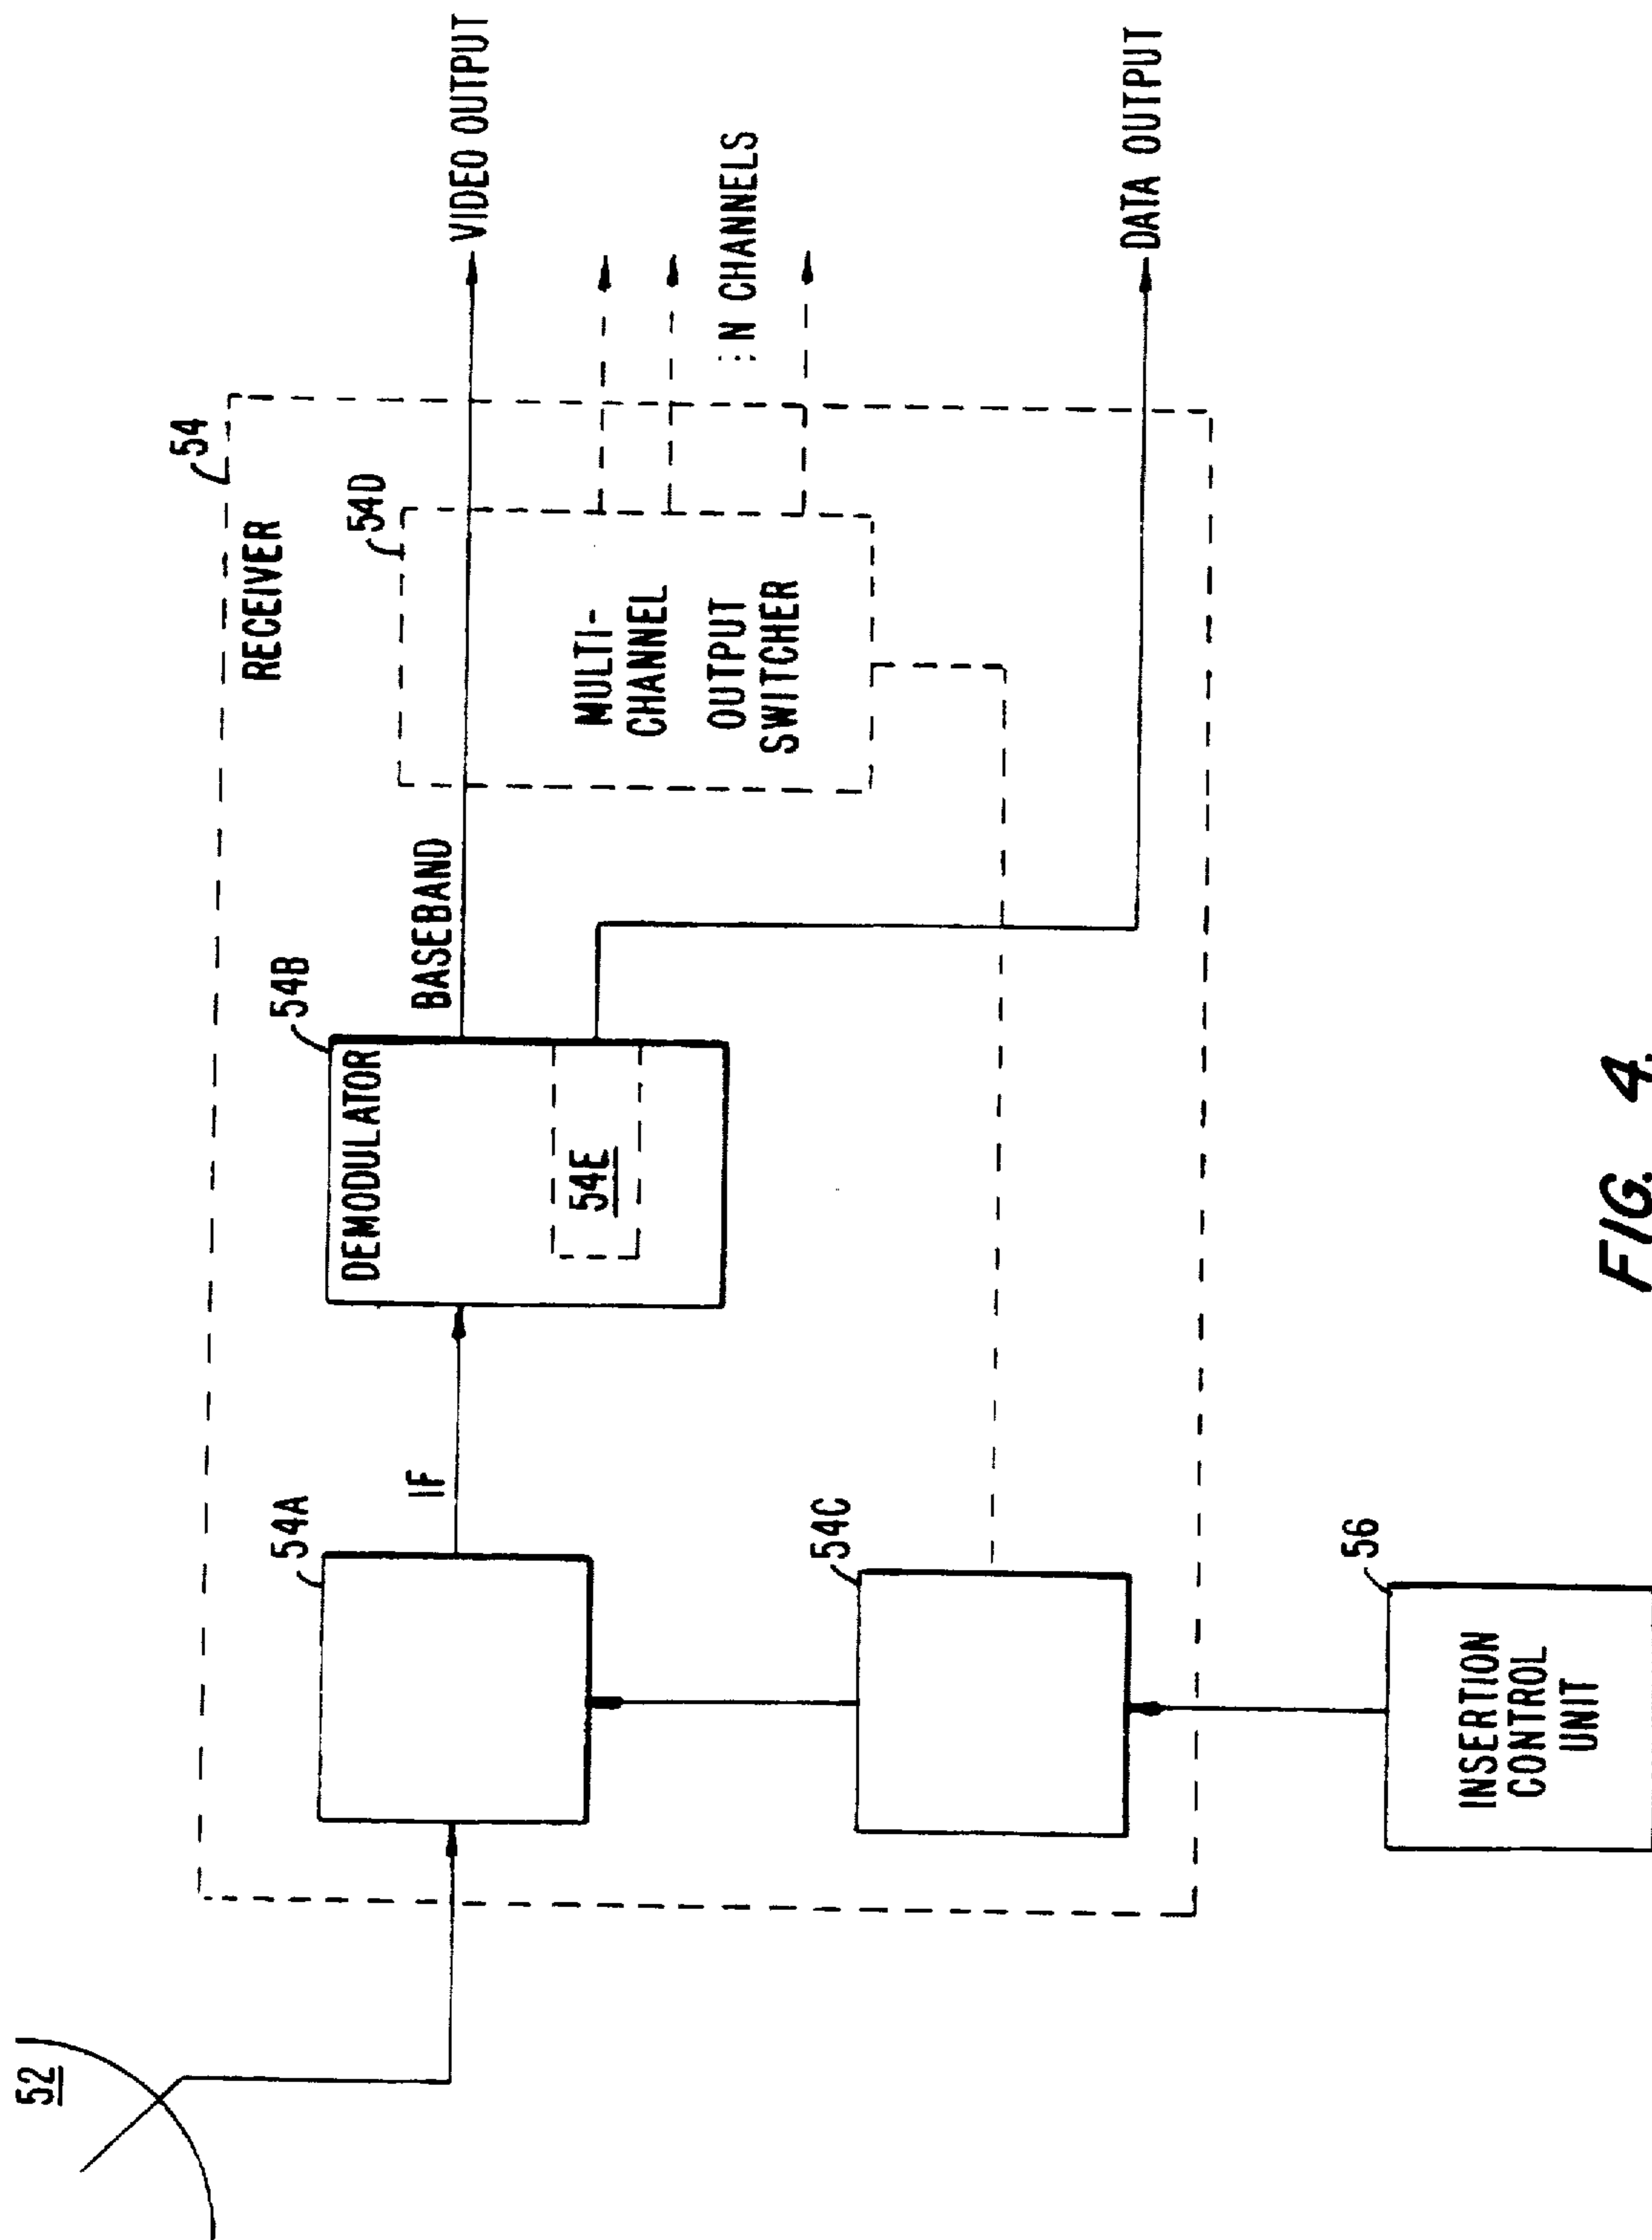 52
54
RECEIVER
54A
IF
54B
DEMODULATOR
54E
BASEBAND
54D
MULTI-
CHANNEL
OUTPUT
SWITCHER
VIDEO OUTPUT
N CHANNELS
DATA OUTPUT
54C
56
INSERTION
CONTROL
UNIT
FIG. 4.